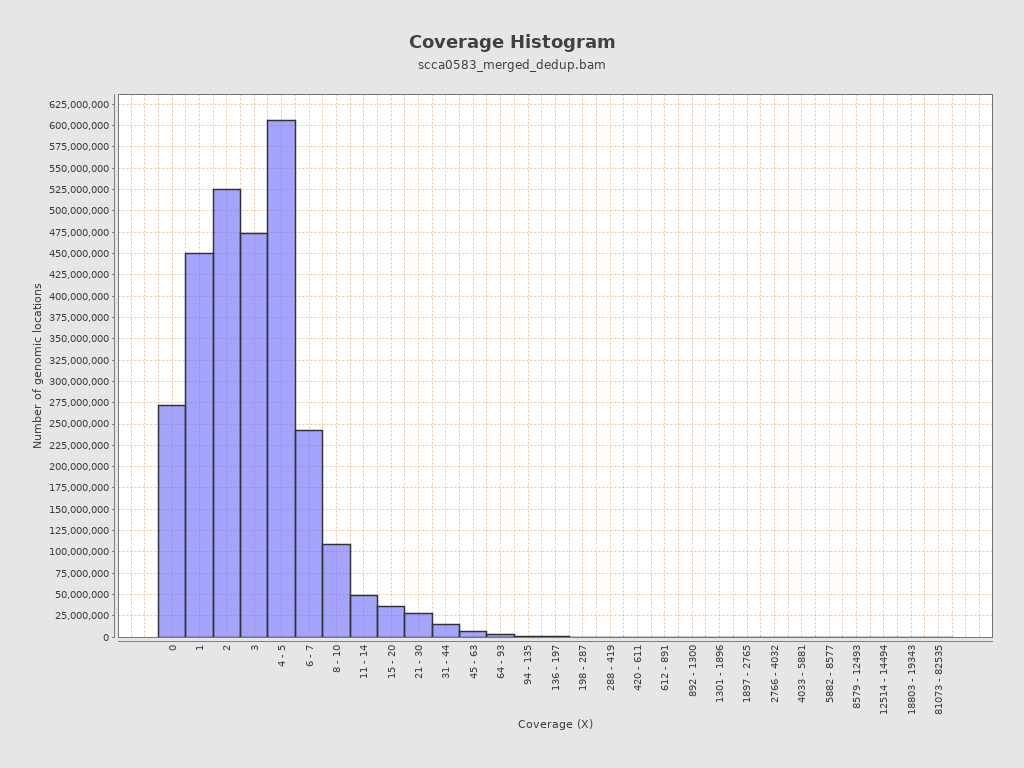 Coverage Histogram
scca0583_merged_dedup.bam
Number of genomic locations
625,000,000
600,000,000
575,000,000
550,000,000
525,000,000
500,000,000
475,000,000
450,000,000
425,000,000
400,000,000
375,000,000
350,000,000
325,000,000
300,000,000
275,000,000
250,000,000
225,000,000
200,000,000
175,000,000
150,000,000
125,000,000
100,000,000
75,000,000
50,000,000
25,000,000
0
0
1
2
3
4 - 5
6 - 7
8 - 10
11 - 14
15 - 20
21 - 30
31 - 44
45 - 63
64 - 93
94 - 135
136 - 197
198 - 287
288 - 419
420 - 611
612 - 891
892 - 1300
1301 - 1896
1897 - 2765
2766 - 4032
4033 - 5881
5882 - 8577
8579 - 12493
12514 - 14494
18803 - 19343
81073 - 82535
Coverage (X)